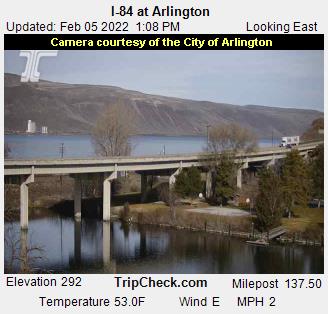 I-84 at Arlington
Updated: Feb 05 2022 1:08 PM Looking East
Camera courtesy of the City of Arlington
Elevation 292 TripCheck.com Milepost 137.50
Temperature 53.0F Wind E MPH 2